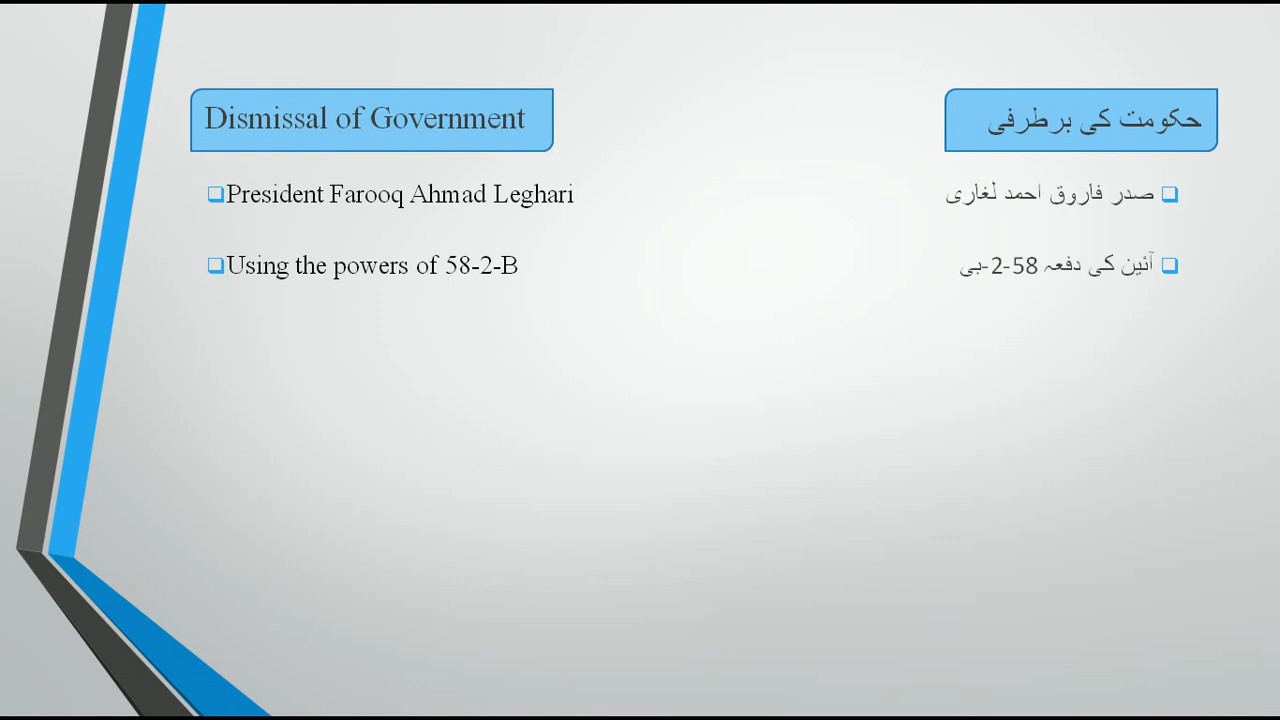 Dismissal of Government
حکومت کی برطرفی
❑President Farooq Ahmad Leghari
❑ صدر فاروق احمد لغاری
❑Using the powers of 58-2-B
❑ آئین کی دفعہ 58-2-بی